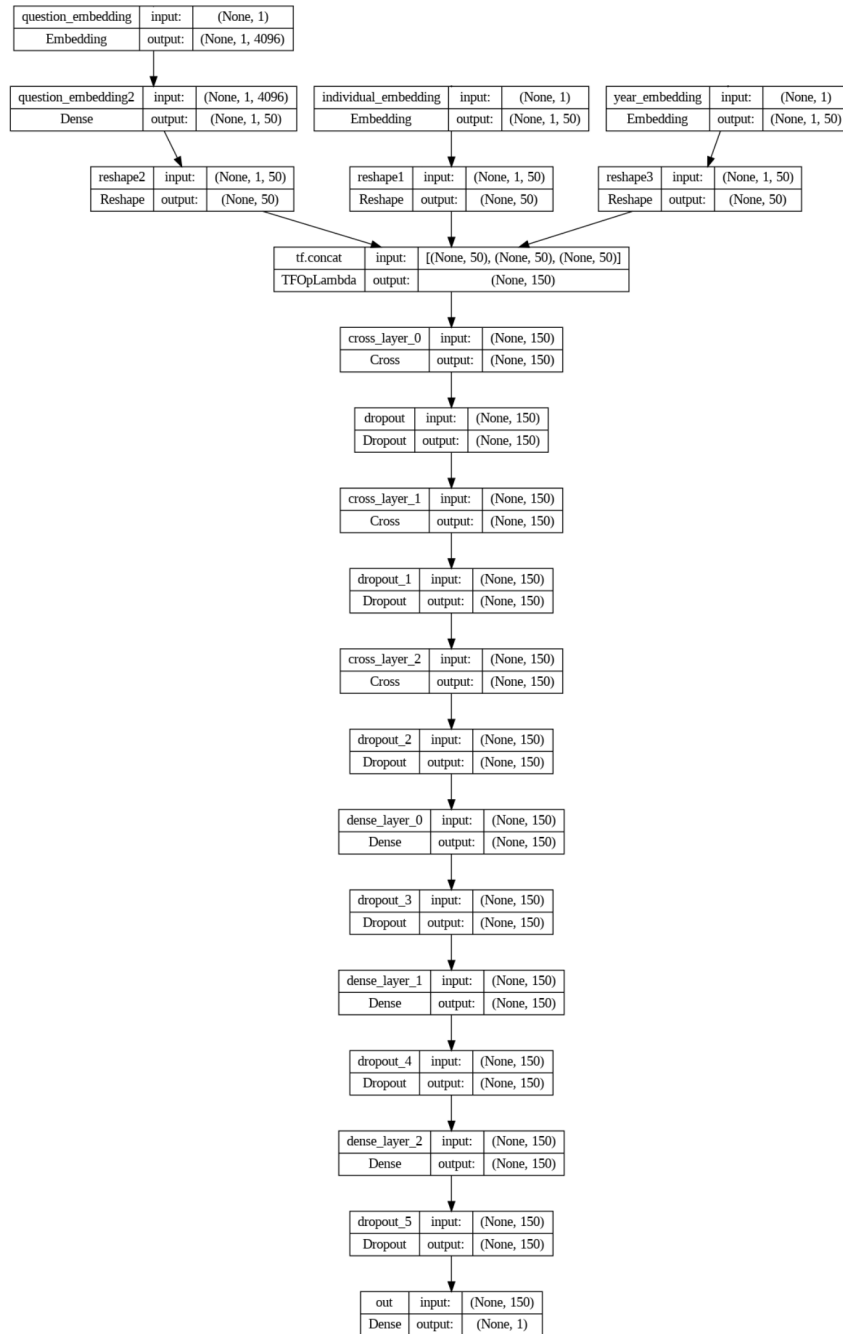 question_embedding input: (None, 1)
Embedding output: (None, 1, 4096)
question_embedding2 input: (None, 1, 4096)
Dense output: (None, 1, 50)
individual_embedding input: (None, 1)
Embedding output: (None, 1, 50)
year_embedding input: (None, 1)
Embedding output: (None, 1, 50)
reshape2 input: (None, 1, 50)
Reshape output: (None, 50)
reshape1 input: (None, 1, 50)
Reshape output: (None, 50)
reshape3 input: (None, 1, 50)
Reshape output: (None, 50)
tf.concat input: [(None, 50), (None, 50), (None, 50)]
TFOpLambda output: (None, 150)
cross_layer_0 input: (None, 150)
Cross output: (None, 150)
dropout input: (None, 150)
Dropout output: (None, 150)
cross_layer_1 input: (None, 150)
Cross output: (None, 150)
dropout_1 input: (None, 150)
Dropout output: (None, 150)
cross_layer_2 input: (None, 150)
Cross output: (None, 150)
dropout_2 input: (None, 150)
Dropout output: (None, 150)
dense_layer_0 input: (None, 150)
Dense output: (None, 150)
dropout_3 input: (None, 150)
Dropout output: (None, 150)
dense_layer_1 input: (None, 150)
Dense output: (None, 150)
dropout_4 input: (None, 150)
Dropout output: (None, 150)
dense_layer_2 input: (None, 150)
Dense output: (None, 150)
dropout_5 input: (None, 150)
Dropout output: (None, 150)
out input: (None, 150)
Dense output: (None, 1)